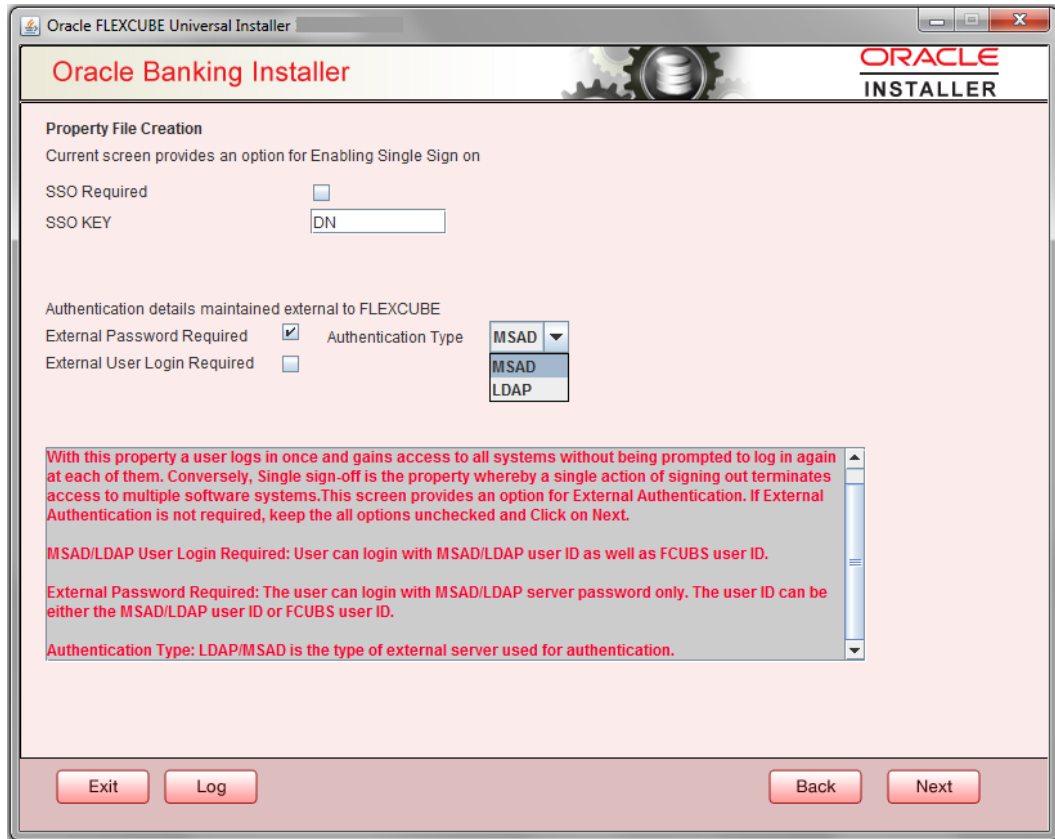 Oracle FLEXCUBE Universal Installer
Oracle Banking Installer
ORACLE
INSTALLER
Property File Creation
Current screen provides an option for Enabling Single Sign on
SSO Required
SSO KEY DN
Authentication details maintained external to FLEXCUBE
External Password Required Authentication Type MSAD
External User Login Required MSAD
LDAP
With this property a user logs in once and gains access to all systems without being prompted to log in again
at each of them. Conversely, Single sign-off is the property whereby a single action of signing out terminates
access to multiple software systems.This screen provides an option for External Authentication. If External
Authentication is not required, keep the all options unchecked and Click on Next.
MSAD/LDAP User Login Required: User can login with MSAD/LDAP user ID as well as FCUBS user ID.
External Password Required: The user can login with MSAD/LDAP server password only. The user ID can be
either the MSAD/LDAP user ID or FCUBS user ID.
Authentication Type: LDAP/MSAD is the type of external server used for authentication.
Exit Log Back Next